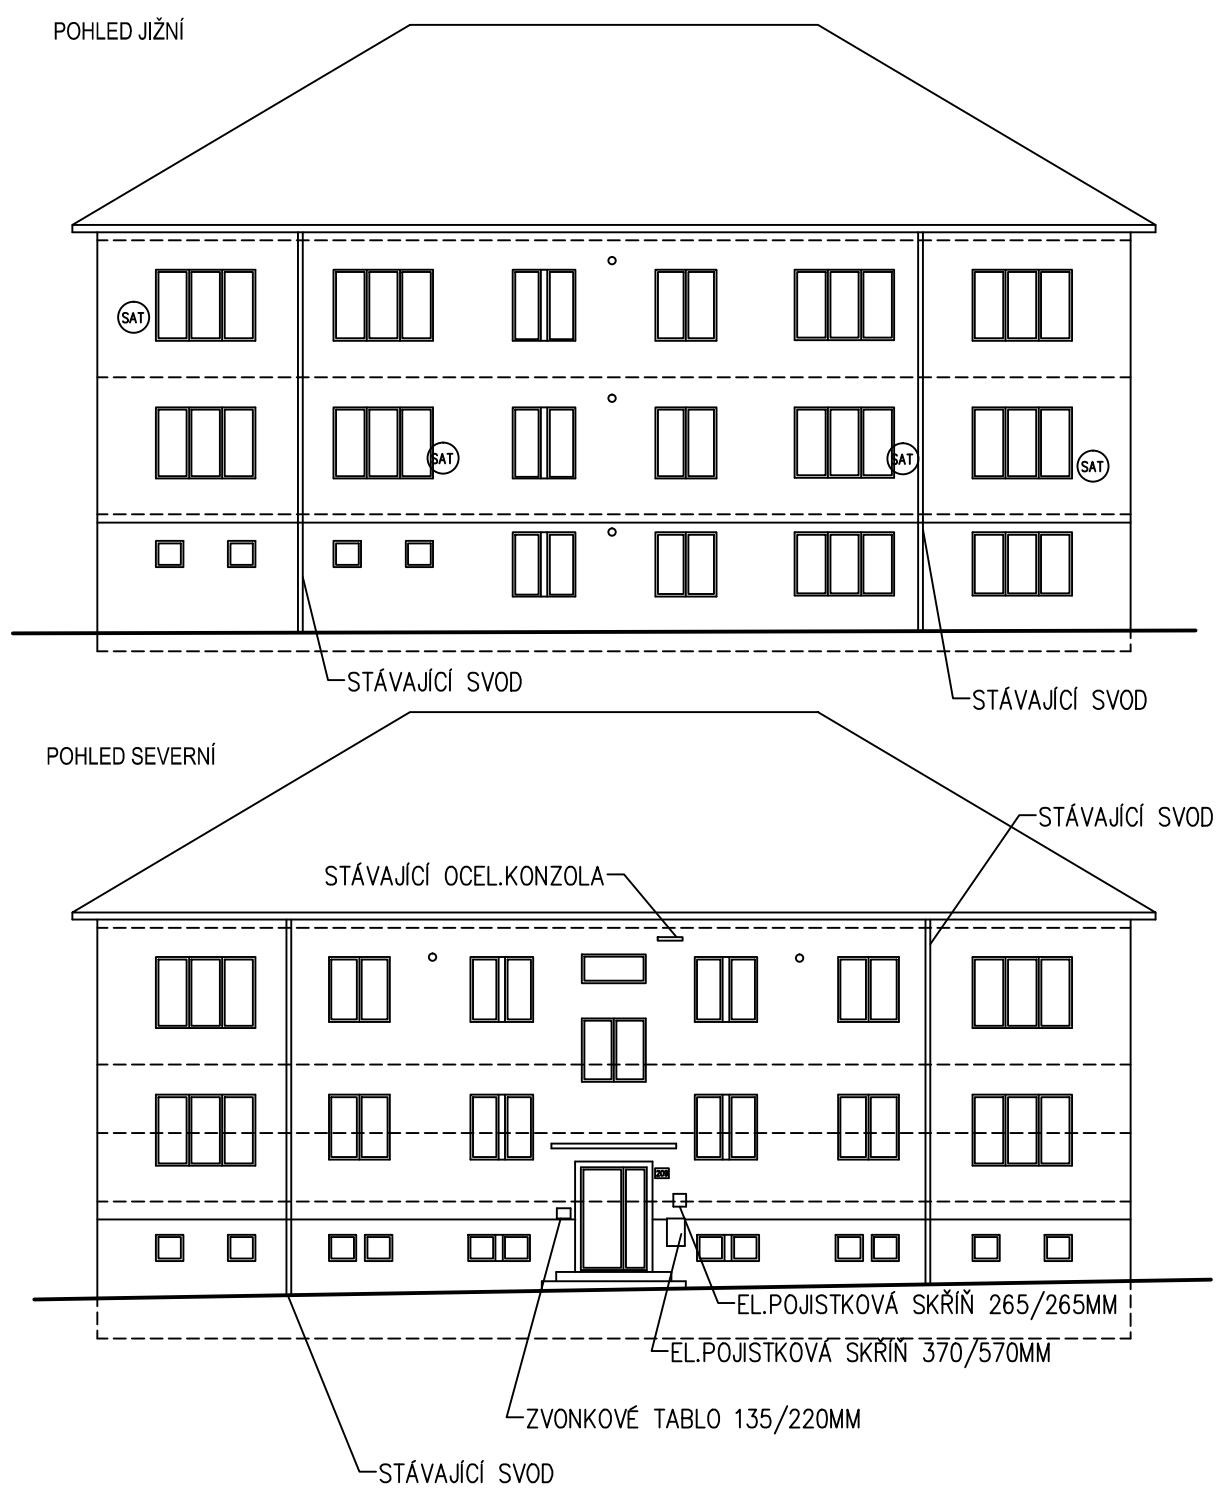 POHLED JIŽNÍ
SAT
SAT
SAT
SAT
STÁVAJÍCÍ SVOD
STÁVAJÍCÍ SVOD
POHLED SEVERNÍ
STÁVAJÍCÍ SVOD
STÁVAJÍCÍ OCEL.KONZOLA
EL.POJISTKOVÁ SKŘÍŇ 265/265MM
EL.POJISTKOVÁ SKŘÍŇ 370/570MM
ZVONKOVÉ TABLO 135/220MM
STÁVAJÍCÍ SVOD